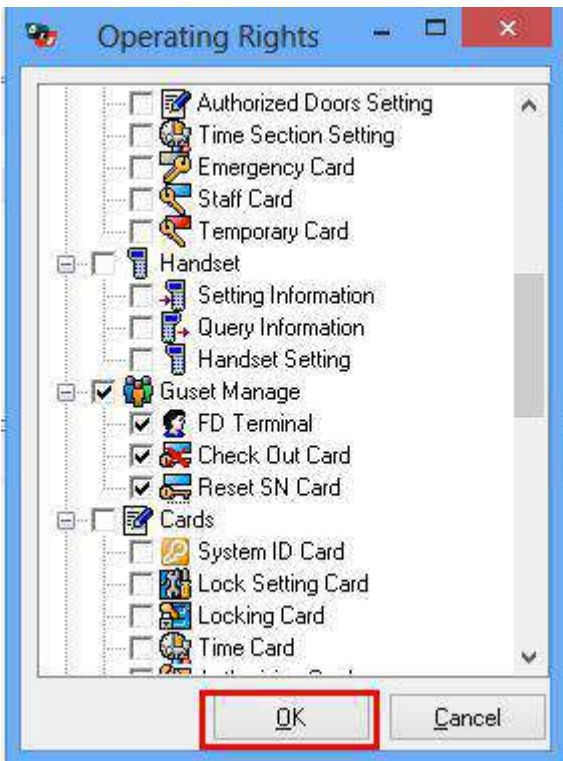 Operating Rights
Authorized Doors Setting
Time Section Setting
Emergency Card
Staff Card
Temporary Card
Handset
Setting Information
Query Information
Handset Setting
Guset Manage
FD Terminal
Check Out Card
Reset SN Card
Cards
System ID Card
Lock Setting Card
Locking Card
Time Card
OK
Cancel